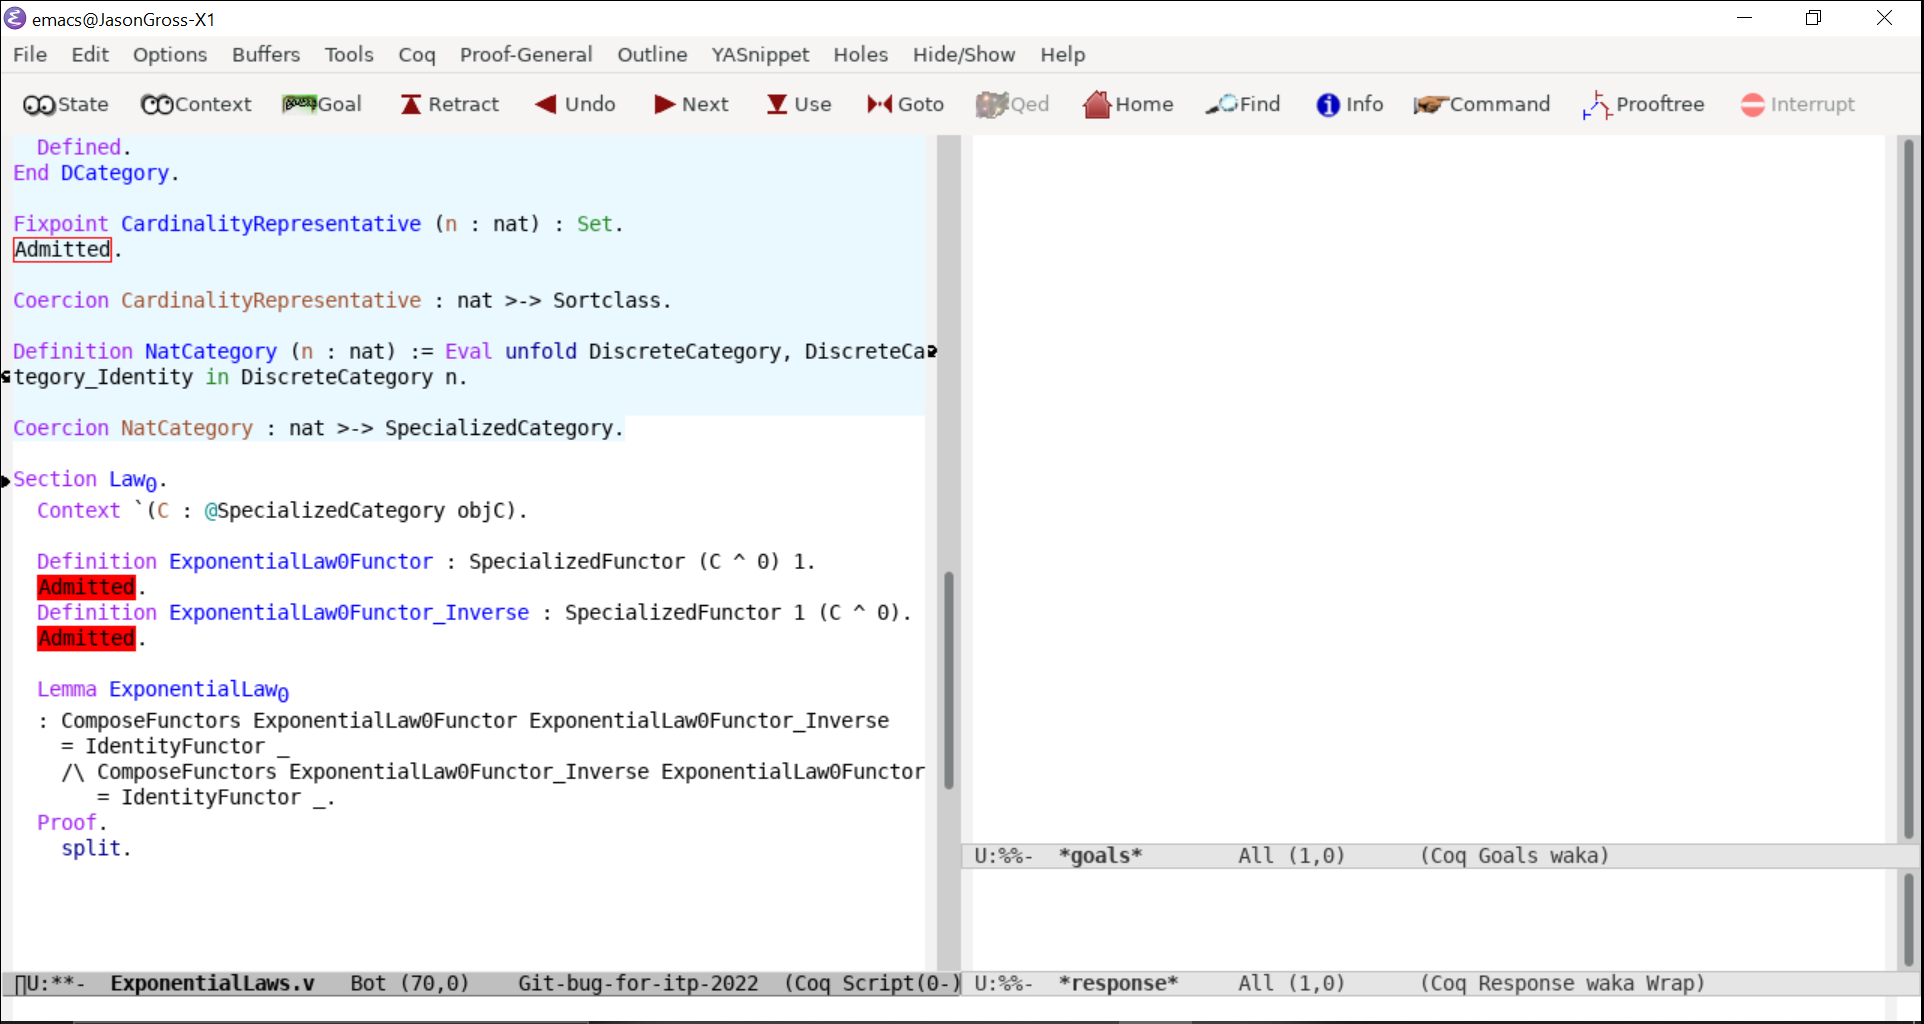 emacs@JasonGross-X1
File Edit Options Buffers Tools Coq Proof-General Outline YASnippet Holes Hide/Show Help
State Context Goal Retract Undo Next Use Goto Qed Home Find Info Command Prooftree Interrupt
Defined.
End DCategory.
Fixpoint CardinalityRepresentative (n : nat) : Set.
Admitted.
Coercion CardinalityRepresentative : nat >-> Sortclass.
Definition NatCategory (n : nat) := Eval unfold DiscreteCategory, DiscreteCa
tegory_Identity in DiscreteCategory n.
Coercion NatCategory : nat >-> SpecializedCategory.
Section Law₀.
Context `(C : @SpecializedCategory objC).
Definition ExponentialLaw0Functor : SpecializedFunctor (C ^ 0) 1.
Admitted.
Definition ExponentialLaw0Functor_Inverse : SpecializedFunctor 1 (C ^ 0).
Admitted.
Lemma ExponentialLaw₀
: ComposeFunctors ExponentialLaw0Functor ExponentialLaw0Functor_Inverse
= IdentityFunctor _
/\ ComposeFunctors ExponentialLaw0Functor_Inverse ExponentialLaw0Functor
= IdentityFunctor _.
Proof.
split.
U:**- ExponentialLaws.v Bot (70,0) Git-bug-for-itp-2022 (Coq Script(0-)
U:%%- *goals* All (1,0) (Coq Goals waka)
U:%%- *response* All (1,0) (Coq Response waka Wrap)